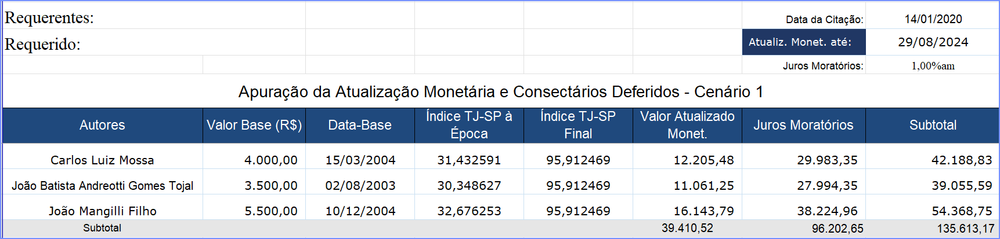 Requerentes: Data da Citação: 14/01/2020
Requerido: Atualiz. Monet. até: 29/08/2024
Juros Moratórios: 1,00%am
Apuração da Atualização Monetária e Consectários Deferidos - Cenário 1
Autores Valor Base (R$) Data-Base Índice TJ-SP à Época Índice TJ-SP Final Valor Atualizado Monet. Juros Moratórios Subtotal
Carlos Luiz Mossa 4.000,00 15/03/2004 31,432591 95,912469 12.205,48 29.983,35 42.188,83
João Batista Andreotti Gomes Tojal 3.500,00 02/08/2003 30,348627 95,912469 11.061,25 27.994,35 39.055,59
João Mangilli Filho 5.500,00 10/12/2004 32,676253 95,912469 16.143,79 38.224,96 54.368,75
Subtotal 39.410,52 96.202,65 135.613,17